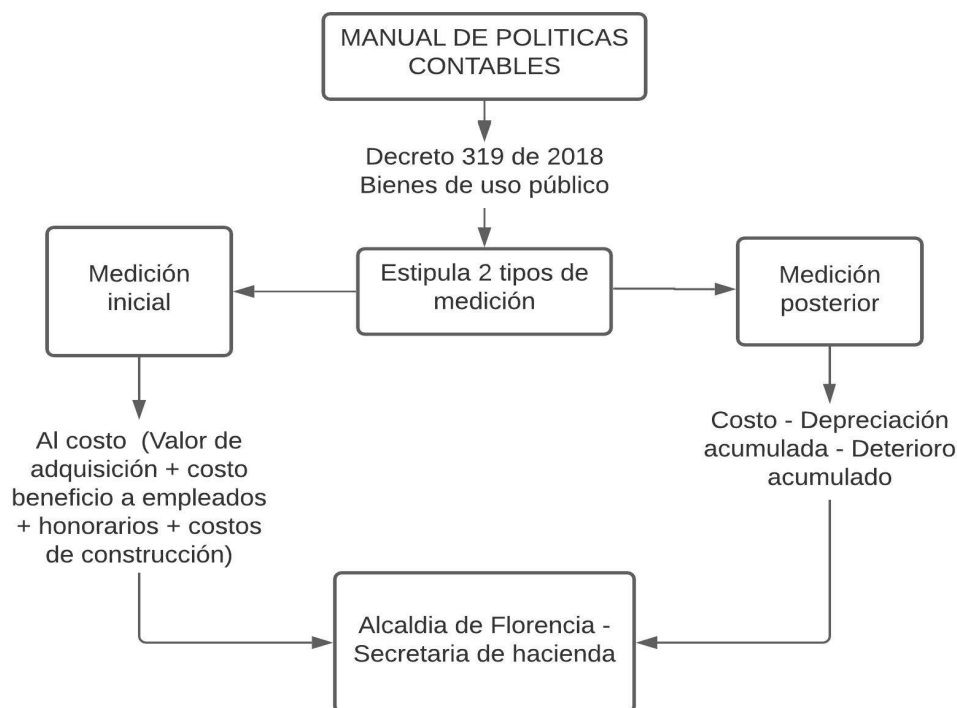 MANUAL DE POLITICAS
CONTABLES
Decreto 319 de 2018
Bienes de uso público
Estipula 2 tipos de
medición
Medición
inicial
Medición
posterior
Al costo (Valor de
adquisición + costo
beneficio a empleados
+ honorarios + costos
de construcción)
Costo - Depreciación
acumulada - Deterioro
acumulado
Alcaldia de Florencia -
Secretaria de hacienda